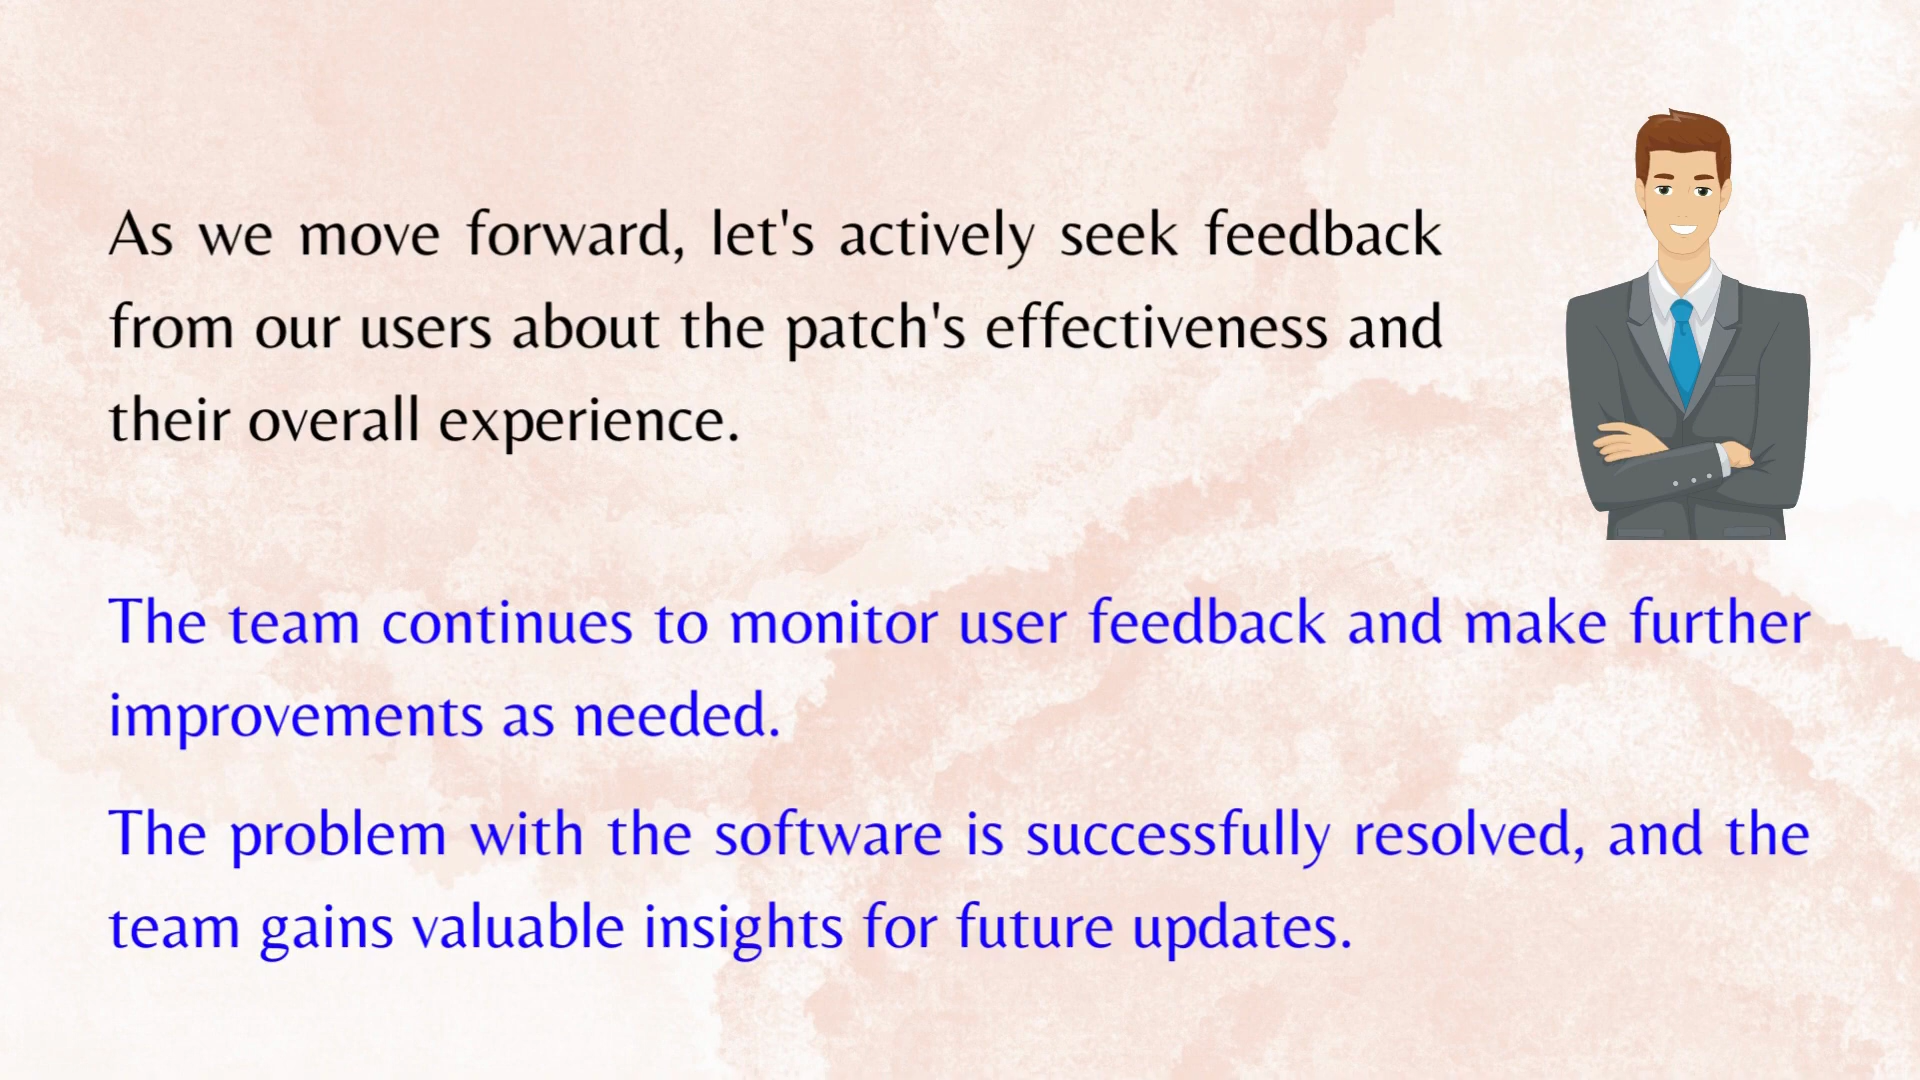 As we move forward, let's actively seek feedback
from our users about the patch's effectiveness and
their overall experience.
The team continues to monitor user feedback and make further
improvements as needed.
The problem with the software is successfully resolved, and the
team gains valuable insights for future updates.